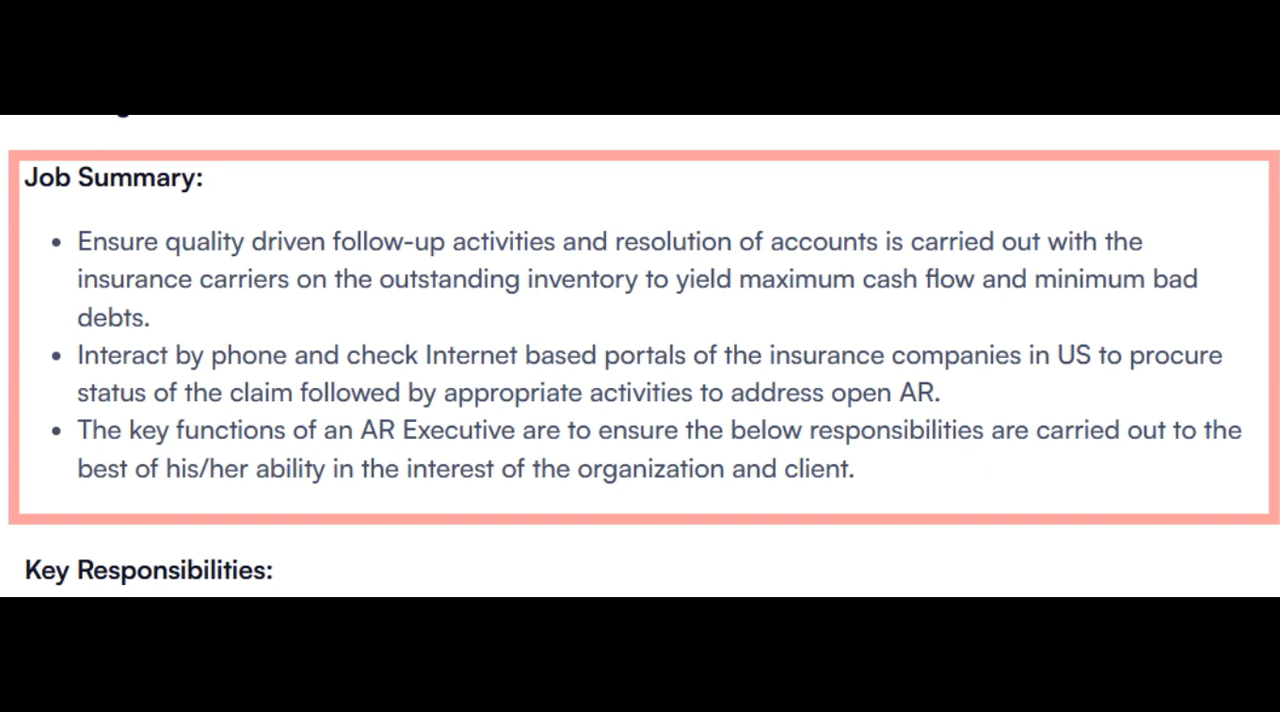 Job Summary:
Ensure quality driven follow-up activities and resolution of accounts is carried out with the
insurance carriers on the outstanding inventory to yield maximum cash flow and minimum bad
debts.
Interact by phone and check Internet based portals of the insurance companies in US to procure
status of the claim followed by appropriate activities to address open AR.
The key functions of an AR Executive are to ensure the below responsibilities are carried out to the
best of his/her ability in the interest of the organization and client.
Key Responsibilities: